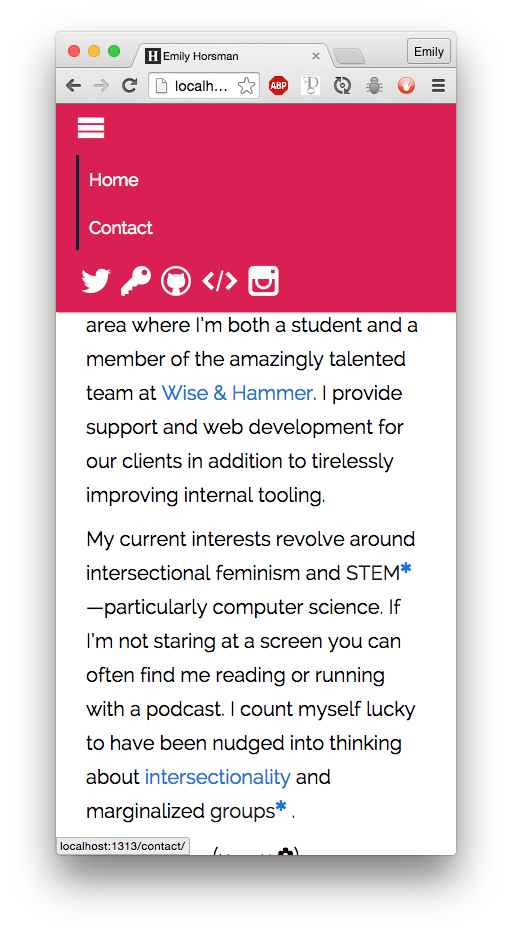 Emily Horsman
Emily
localh...
ABP
Home
Contact
area where I'm both a student and a
member of the amazingly talented
team at Wise & Hammer. I provide
support and web development for
our clients in addition to tirelessly
improving internal tooling.
My current interests revolve around
intersectional feminism and STEM*
—particularly computer science. If
I'm not staring at a screen you can
often find me reading or running
with a podcast. I count myself lucky
to have been nudged into thinking
about intersectionality and
marginalized groups* .
localhost:1313/contact/